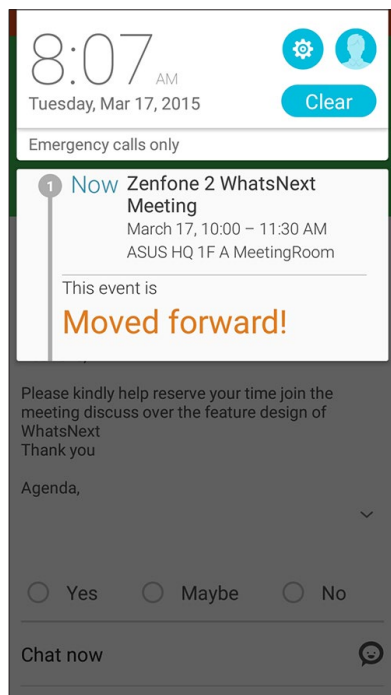 8:07 AM
Tuesday, Mar 17, 2015
Clear
Emergency calls only
1 Now Zenfone 2 WhatsNext
Meeting
March 17, 10:00 – 11:30 AM
ASUS HQ 1F A MeetingRoom
This event is
Moved forward!
Please kindly help reserve your time join the
meeting discuss over the feature design of
WhatsNext
Thank you
Agenda,
Yes Maybe No
Chat now